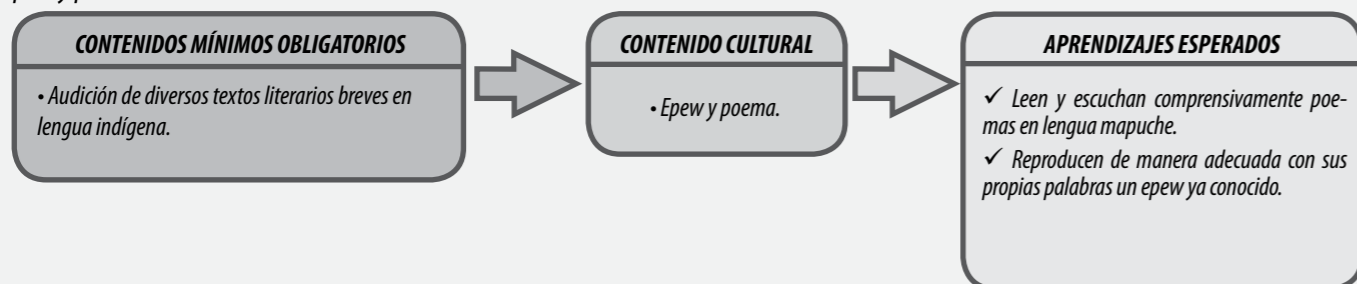 CONTENIDOS MÍNIMOS OBLIGATORIOS
• Audición de diversos textos literarios breves en
lengua indígena.
CONTENIDO CULTURAL
• Epew y poema.
APRENDIZAJES ESPERADOS
✓ Leen y escuchan comprensivamente poe-
mas en lengua mapuche.
✓ Reproducen de manera adecuada con sus
propias palabras un epew ya conocido.